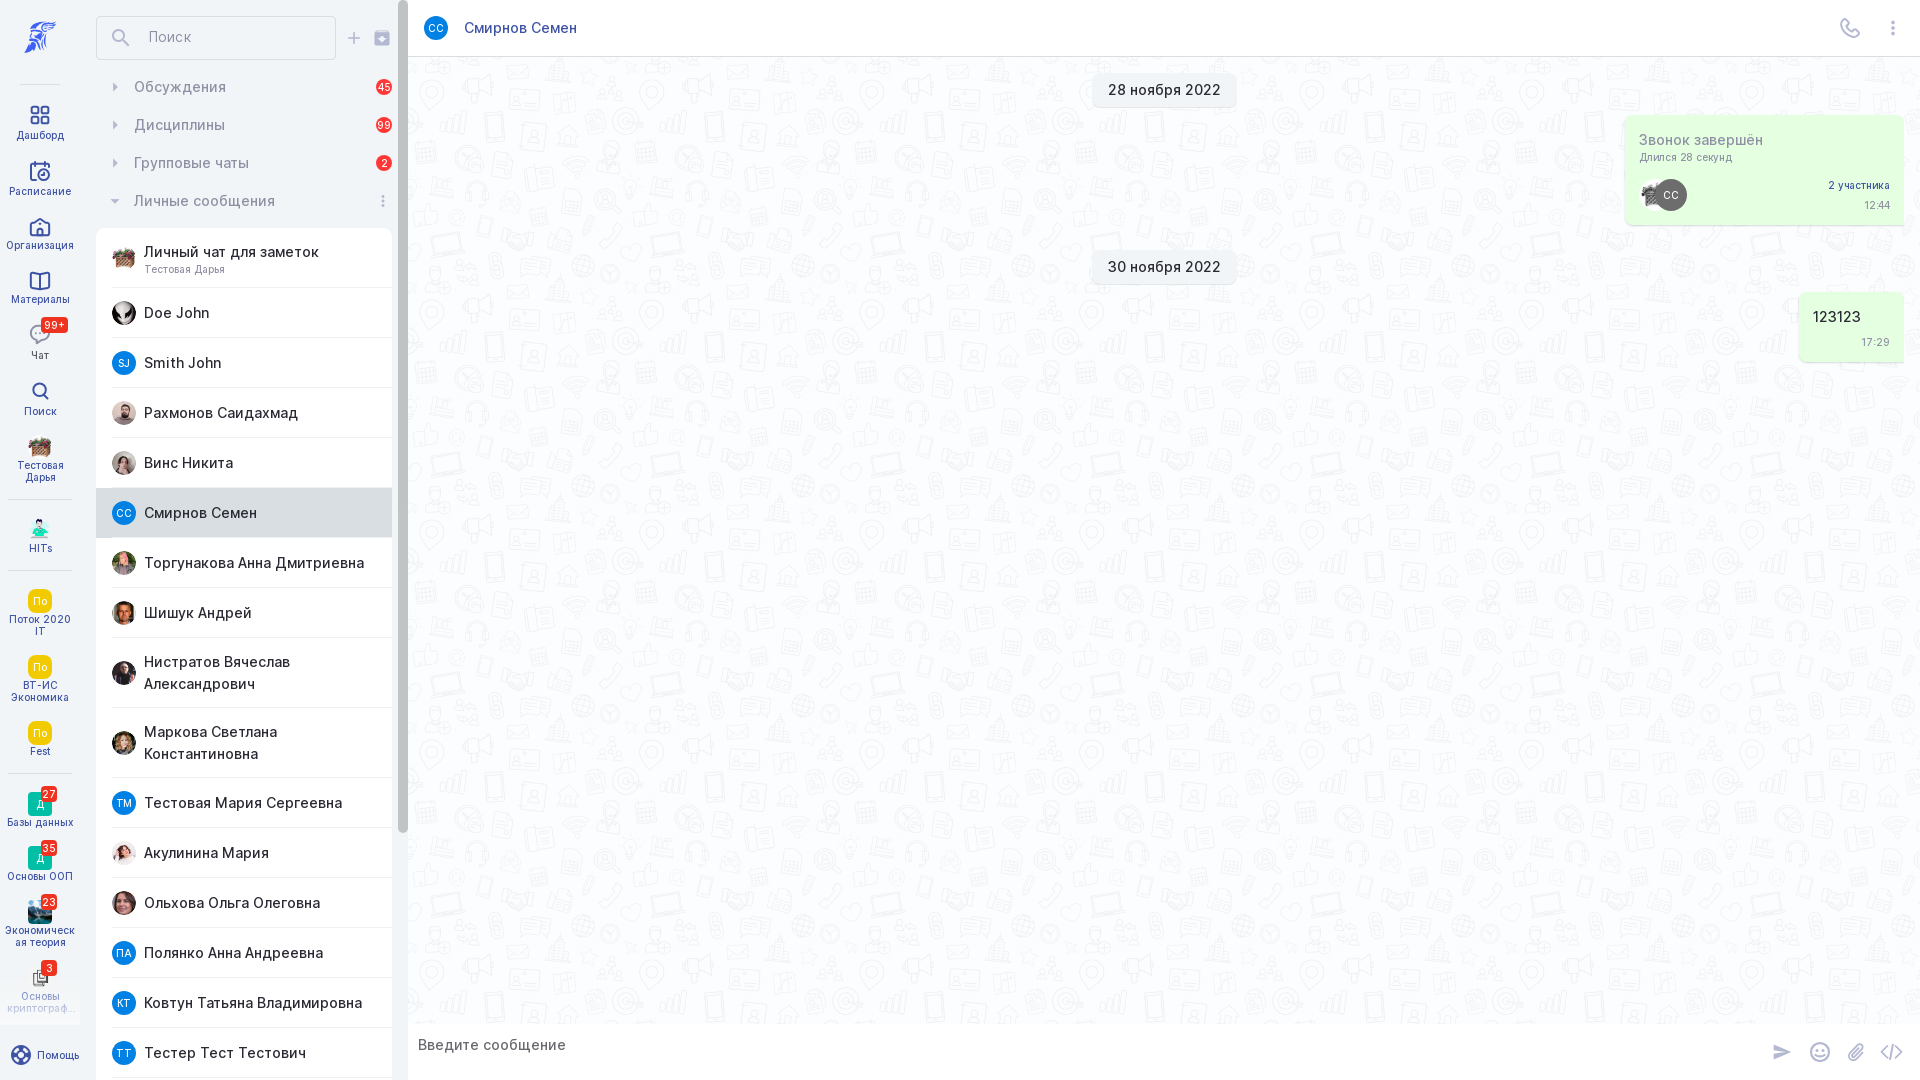 Дашборд
Расписание
Организация
Материалы
99+
Чат
Поиск
Тестовая
Дарья
HITs
По
Поток 2020
IT
По
ВТ-ИС
Экономика
По
Fest
27
Д
Базы данных
35
Д
Основы ООП
23
Экономическ
ая теория
3
Основы
криптограф...
Помощь
Поиск
Обсуждения
45
Дисциплины
99
Групповые чаты
2
Личные сообщения
Личный чат для заметок
Тестовая Дарья
Doe John
SJ
Smith John
Рахмонов Саидахмад
Винс Никита
СС
Смирнов Семен
Торгунакова Анна Дмитриевна
Шишук Андрей
Нистратов Вячеслав
Александрович
Маркова Светлана
Константиновна
ТМ
Тестовая Мария Сергеевна
Акулинина Мария
Ольхова Ольга Олеговна
ПА
Полянко Анна Андреевна
КТ
Ковтун Татьяна Владимировна
ТТ
Тестер Тест Тестович
СС
Смирнов Семен
28 ноября 2022
Звонок завершён
Длился 28 секунд
СС
2 участника
12:44
30 ноября 2022
123123
17:29
Введите сообщение